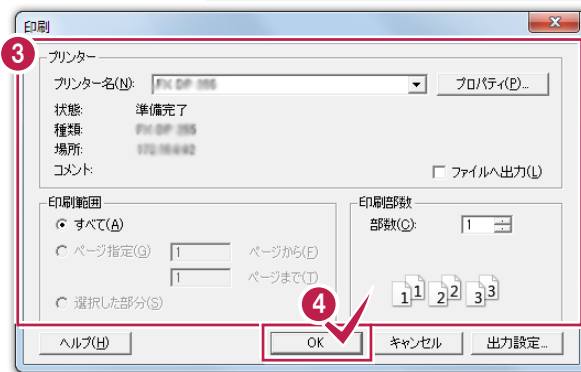 印刷
3
プリンター
プリンター名(N): プロパティ(P)...
状態: 準備完了
種類:
場所:
コメント: ファイルへ出力(L)
印刷範囲 印刷部数
すべて(A) 部数(C): 1
ページ指定(G) 1 ページから(F)
1 ページまで(T)
1 1 2 2 3 3
選択した部分(S) 4
ヘルプ(H) OK キャンセル 出力設定...